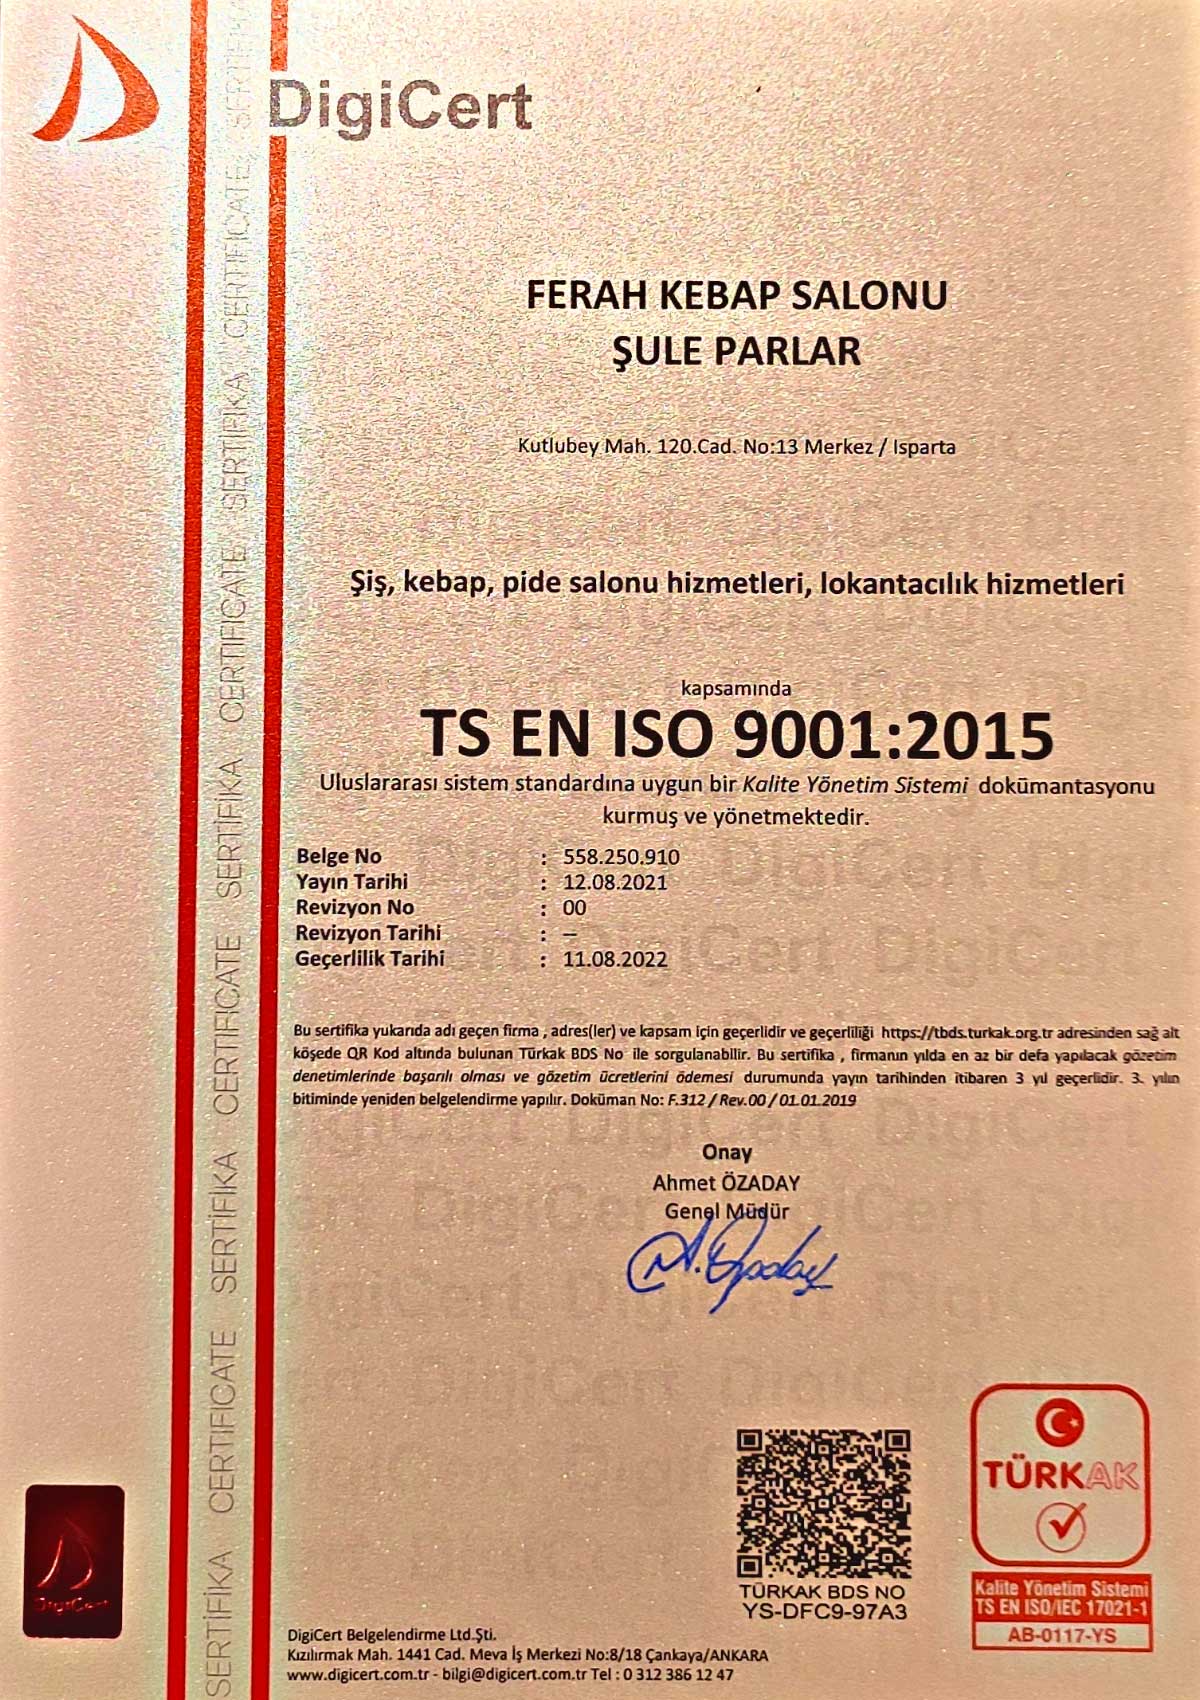 DigiCert
FERAH KEBAP SALONU
ŞULE PARLAR
Kutlubey Mah. 120.Cad. No:13 Merkez / Isparta
Şiş, kebap, pide salonu hizmetleri, lokantacılık hizmetleri
kapsamında
TS EN ISO 9001:2015
Uluslararası sistem standardına uygun bir Kalite Yönetim Sistemi dokümantasyonu
kurmuş ve yönetmektedir.
Belge No : 558.250.910
Yayın Tarihi : 12.08.2021
Revizyon No : 00
Revizyon Tarihi : –
Geçerlilik Tarihi : 11.08.2022
Bu sertifika yukarıda adı geçen firma , adres(ler) ve kapsam için geçerlidir ve geçerliliği https://tbds.turkak.org.tr adresinden sağ alt
köşede QR Kod altında bulunan Türkak BDS No ile sorgulanabilir. Bu sertifika , firmanın yılda en az bir defa yapılacak gözetim
denetimlerinde başarılı olması ve gözetim ücretlerini ödemesi durumunda yayın tarihinden itibaren 3 yıl geçerlidir. 3. yılın
bitiminde yeniden belgelendirme yapılır. Doküman No: F.312 / Rev.00 / 01.01.2019
Onay
Ahmet ÖZADAY
Genel Müdür
A. Özaday
TÜRKAK
Kalite Yönetim Sistemi
TS EN ISO/IEC 17021-1
AB-0117-YS
TÜRKAK BDS NO
YS-DFC9-97A3
DigiCert
DigiCert Belgelendirme Ltd.Şti.
Kızılırmak Mah. 1441 Cad. Meva İş Merkezi No:8/18 Çankaya/ANKARA
www.digicert.com.tr - bilgi@digicert.com.tr Tel : 0 312 386 12 47
SERTİFİKA CERTIFICATE SERTİFİKA CERTIFICATE SERTİFİKA CERTIFICATE SERTİFİKA CERTIFICATE SERTİFİKA CERTIFICATE